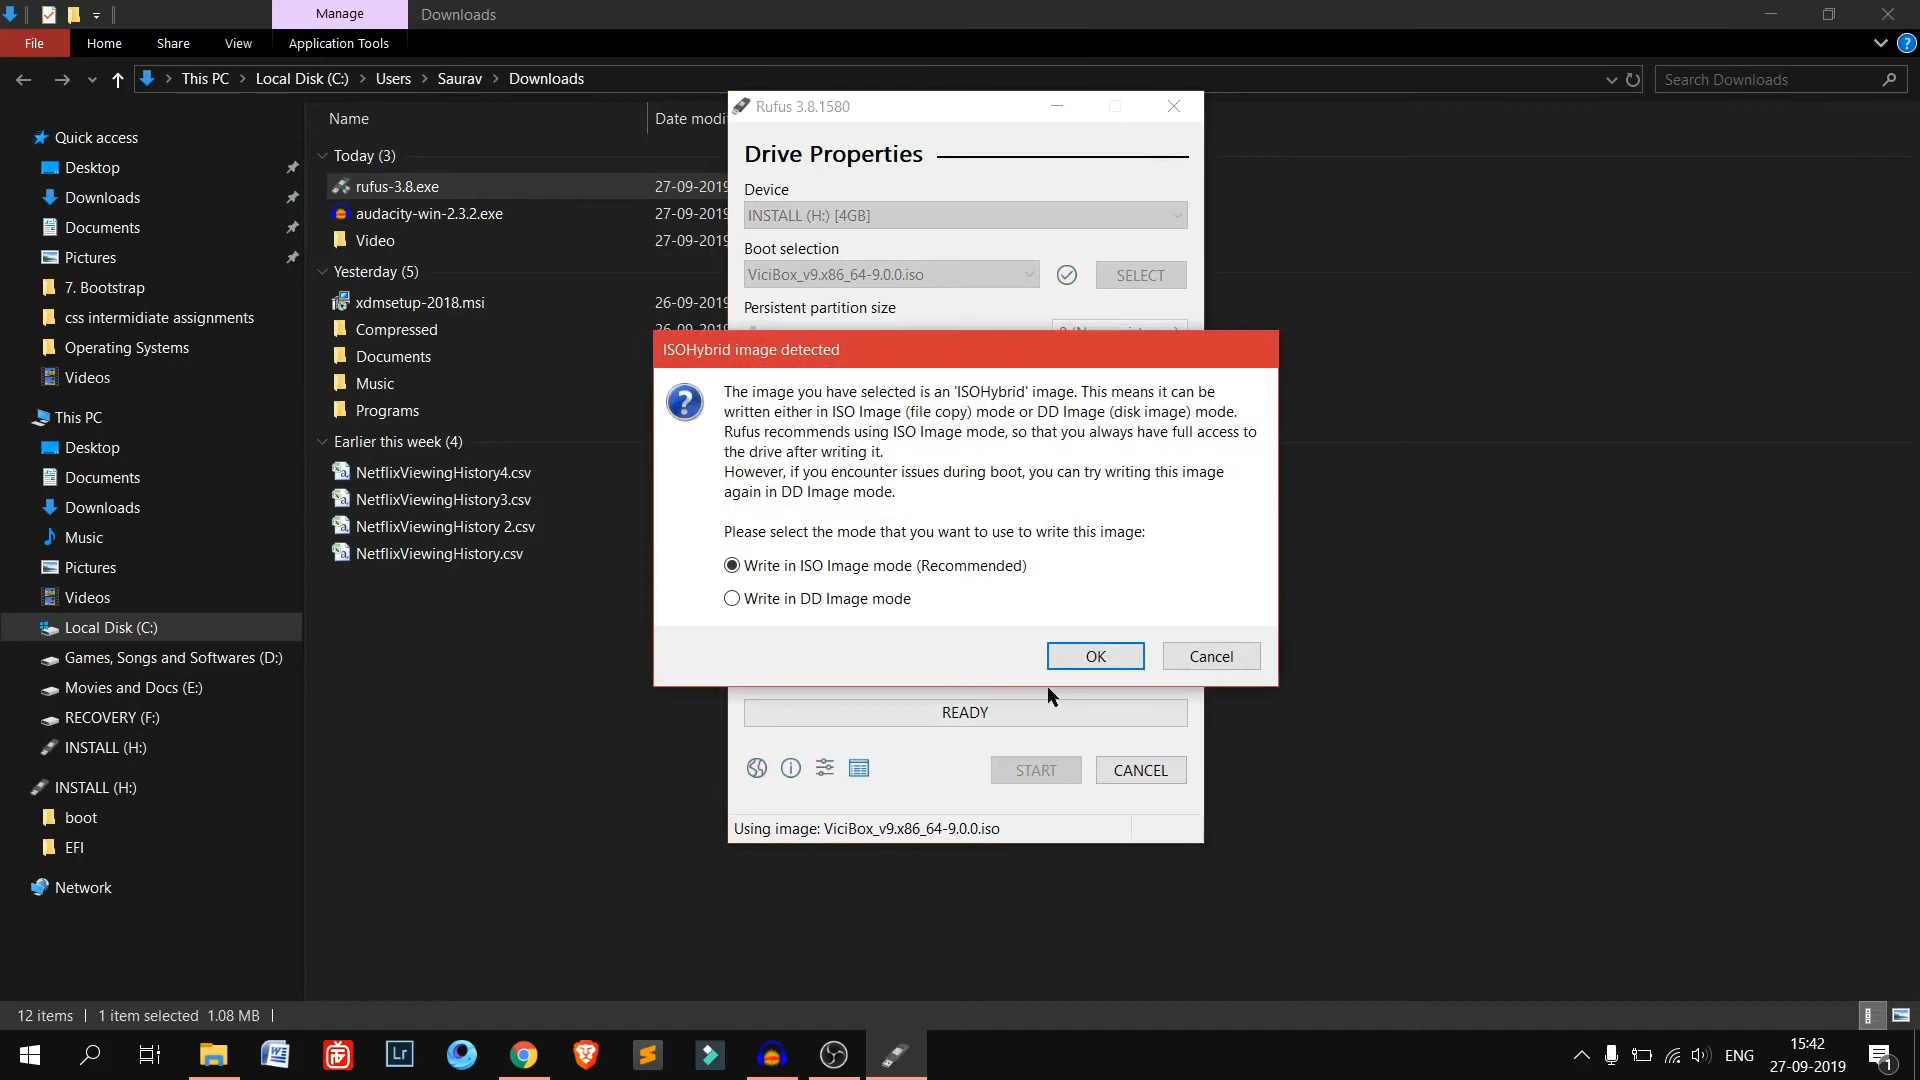 Manage
Downloads
File
Home
Share
View
Application Tools
This PC
Local Disk (C:)
Users
Saurav
Downloads
Search Downloads
Quick access
Desktop
Downloads
Documents
Pictures
7. Bootstrap
css intermidiate assignments
Operating Systems
Videos
This PC
Desktop
Documents
Downloads
Music
Pictures
Videos
Local Disk (C:)
Games, Songs and Softwares (D:)
Movies and Docs (E:)
RECOVERY (F:)
INSTALL (H:)
INSTALL (H:)
boot
EFI
Network
Name
Date modi
Today (3)
rufus-3.8.exe
27-09-2019
audacity-win-2.3.2.exe
27-09-2019
Video
27-09-2019
Yesterday (5)
xdmsetup-2018.msi
26-09-2019
Compressed
26-09-2019
Documents
Music
Programs
Earlier this week (4)
NetflixViewingHistory4.csv
NetflixViewingHistory3.csv
NetflixViewingHistory 2.csv
NetflixViewingHistory.csv
Rufus 3.8.1580
Drive Properties
Device
INSTALL (H:) [4GB]
Boot selection
ViciBox_v9.x86_64-9.0.0.iso
SELECT
Persistent partition size
ISOHybrid image detected
The image you have selected is an 'ISOHybrid' image. This means it can be
written either in ISO Image (file copy) mode or DD Image (disk image) mode.
Rufus recommends using ISO Image mode, so that you always have full access to
the drive after writing it.
However, if you encounter issues during boot, you can try writing this image
again in DD Image mode.
Please select the mode that you want to use to write this image:
Write in ISO Image mode (Recommended)
Write in DD Image mode
OK
Cancel
READY
START
CANCEL
Using image: ViciBox_v9.x86_64-9.0.0.iso
12 items
1 item selected 1.08 MB
Lr
ENG
15:42
27-09-2019
1